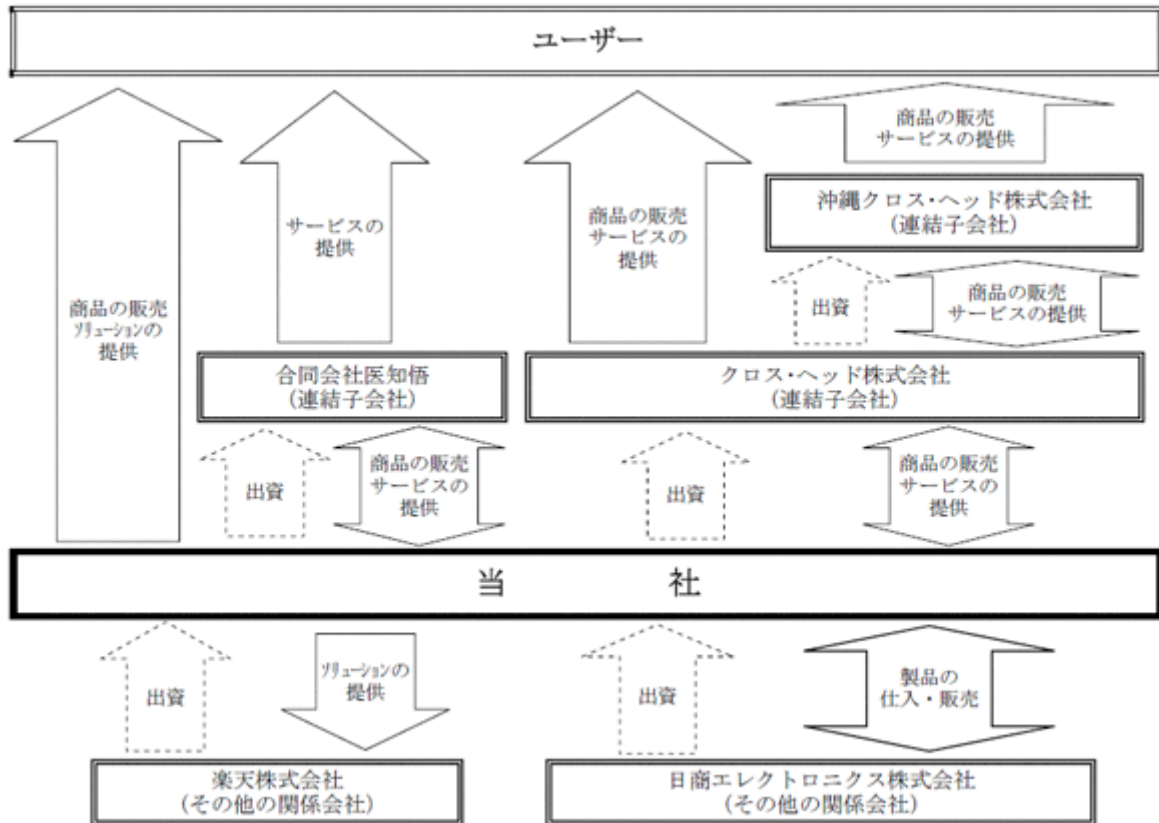 ユーザー
商品の販売
サービスの提供
沖縄クロス・ヘッド株式会社
(連結子会社)
サービスの
提供
商品の販売
サービスの
提供
出資
商品の販売
サービスの提供
商品の販売
ソリューションの
提供
合同会社医知悟
(連結子会社)
クロス・ヘッド株式会社
(連結子会社)
出資
商品の販売
サービスの
提供
出資
商品の販売
サービスの
提供
当 社
出資
ソリューションの
提供
出資
製品の
仕入・販売
楽天株式会社
(その他の関係会社)
日商エレクトロニクス株式会社
(その他の関係会社)